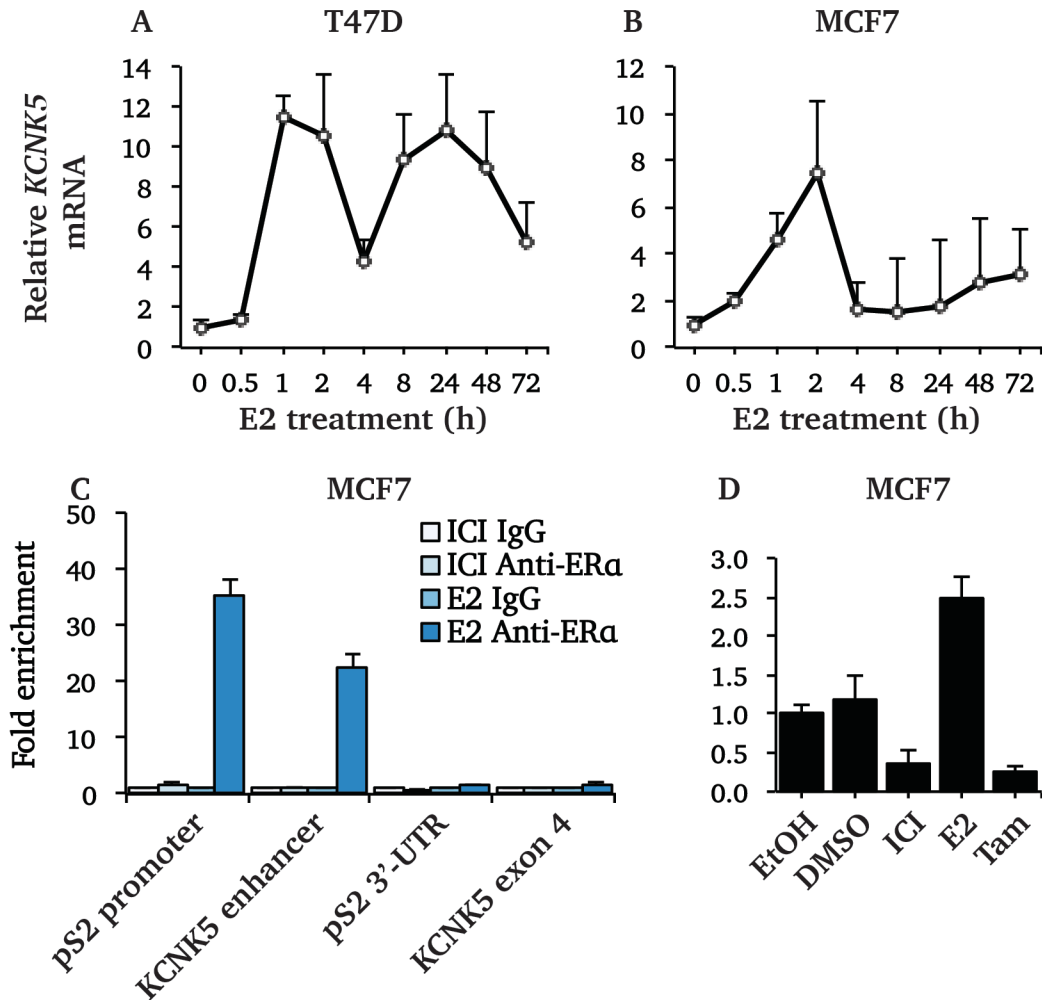 A
T47D
Relative KCNK5
mRNA
14
12
10
8
6
4
2
0
0 0.5 1 2 4 8 24 48 72
E2 treatment (h)
B
MCF7
12
10
8
6
4
2
0
0 0.5 1 2 4 8 24 48 72
E2 treatment (h)
C
MCF7
Fold enrichment
50
40
30
20
10
0
ICI IgG
ICI Anti-ERα
E2 IgG
E2 Anti-ERα
pS2 promoter
KCNK5 enhancer
pS2 3’-UTR
KCNK5 exon 4
D
MCF7
3.0
2.5
2.0
1.5
1.0
0.5
0.0
EtOH
DMSO
ICI
E2
Tam